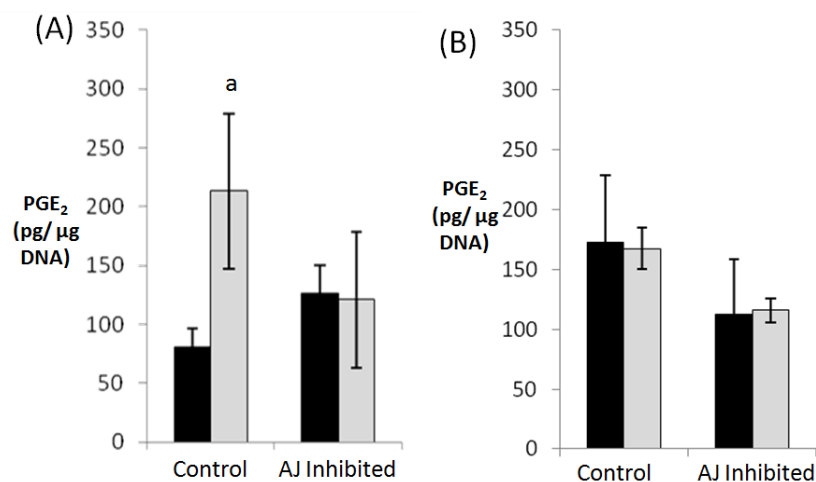 (A)
350
300
250
200
150
100
50
0
a
PGE₂
(pg/ µg
DNA)
Control AJ Inhibited
(B)
350
300
250
200
150
100
50
0
PGE₂
(pg/ µg
DNA)
Control AJ Inhibited